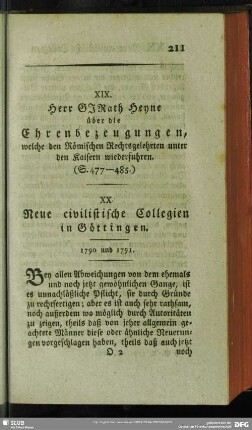 211
XIX.
Herr GJRath Heyne
über die
Ehrenbezeugungen,
welche den Römischen Rechtsgelehrten unter
den Kaisern wiederfuhren.
(S. 477—485.)
XX.
Neue civilistische Collegien
in Göttingen.
1790 und 1791.
Bey allen Abweichungen von dem ehemals
und noch jetzt gewöhnlichen Gange, ist
es unnachläßliche Pflicht, sie durch Gründe
zu rechtfertigen; aber es ist auch sehr rathsam,
noch außerdem wo möglich durch Autoritäten
zu zeigen, theils daß von jeher allgemein ge-
achtete Männer diese oder ähnliche Neuerun-
gen vorgeschlagen haben, theils daß auch jetzt
O 2 noch
SLUB